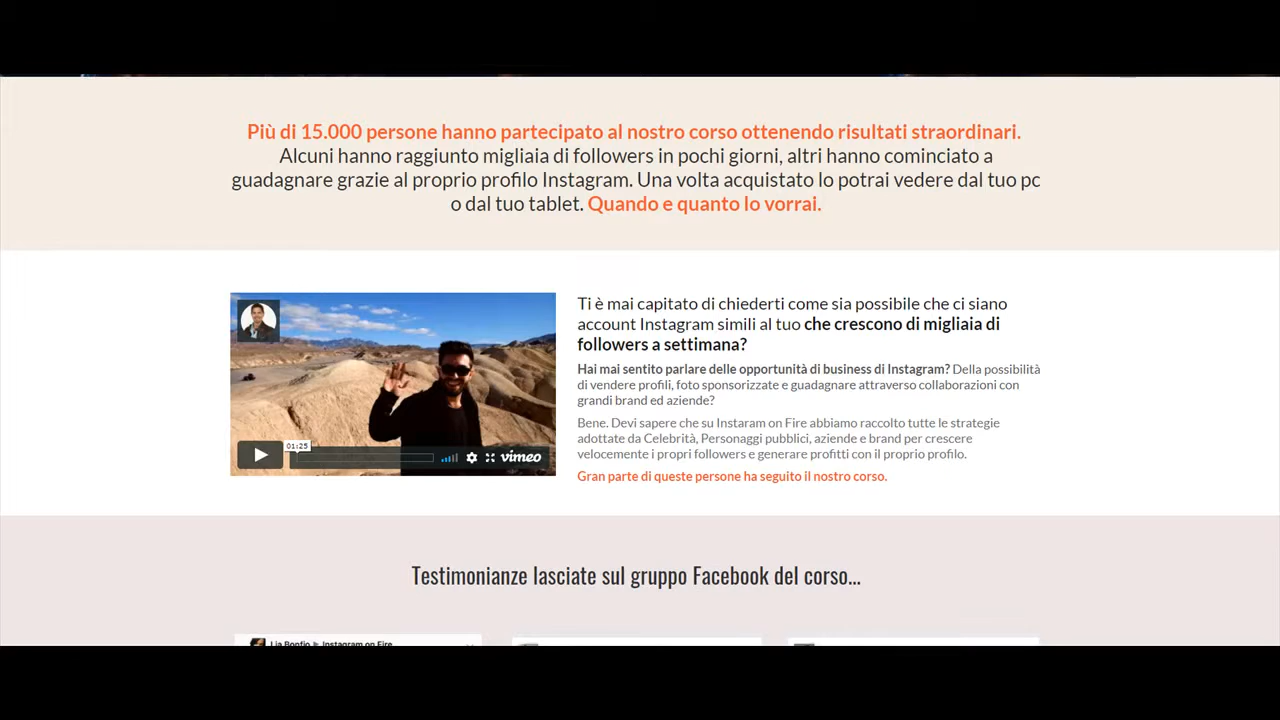 Più di 15.000 persone hanno partecipato al nostro corso ottenendo risultati straordinari.
Alcuni hanno raggiunto migliaia di followers in pochi giorni, altri hanno cominciato a
guadagnare grazie al proprio profilo Instagram. Una volta acquistato lo potrai vedere dal tuo pc
o dal tuo tablet. Quando e quanto lo vorrai.
01:25
vimeo
Ti è mai capitato di chiederti come sia possibile che ci siano
account Instagram simili al tuo che crescono di migliaia di
followers a settimana?
Hai mai sentito parlare delle opportunità di business di Instagram? Della possibilità
di vendere profili, foto sponsorizzate e guadagnare attraverso collaborazioni con
grandi brand ed aziende?
Bene. Devi sapere che su Instaram on Fire abbiamo raccolto tutte le strategie
adottate da Celebrità, Personaggi pubblici, aziende e brand per crescere
velocemente i propri followers e generare profitti con il proprio profilo.
Gran parte di queste persone ha seguito il nostro corso.
Testimonianze lasciate sul gruppo Facebook del corso...
Lia Bonfio ▶ Instagram on Fire